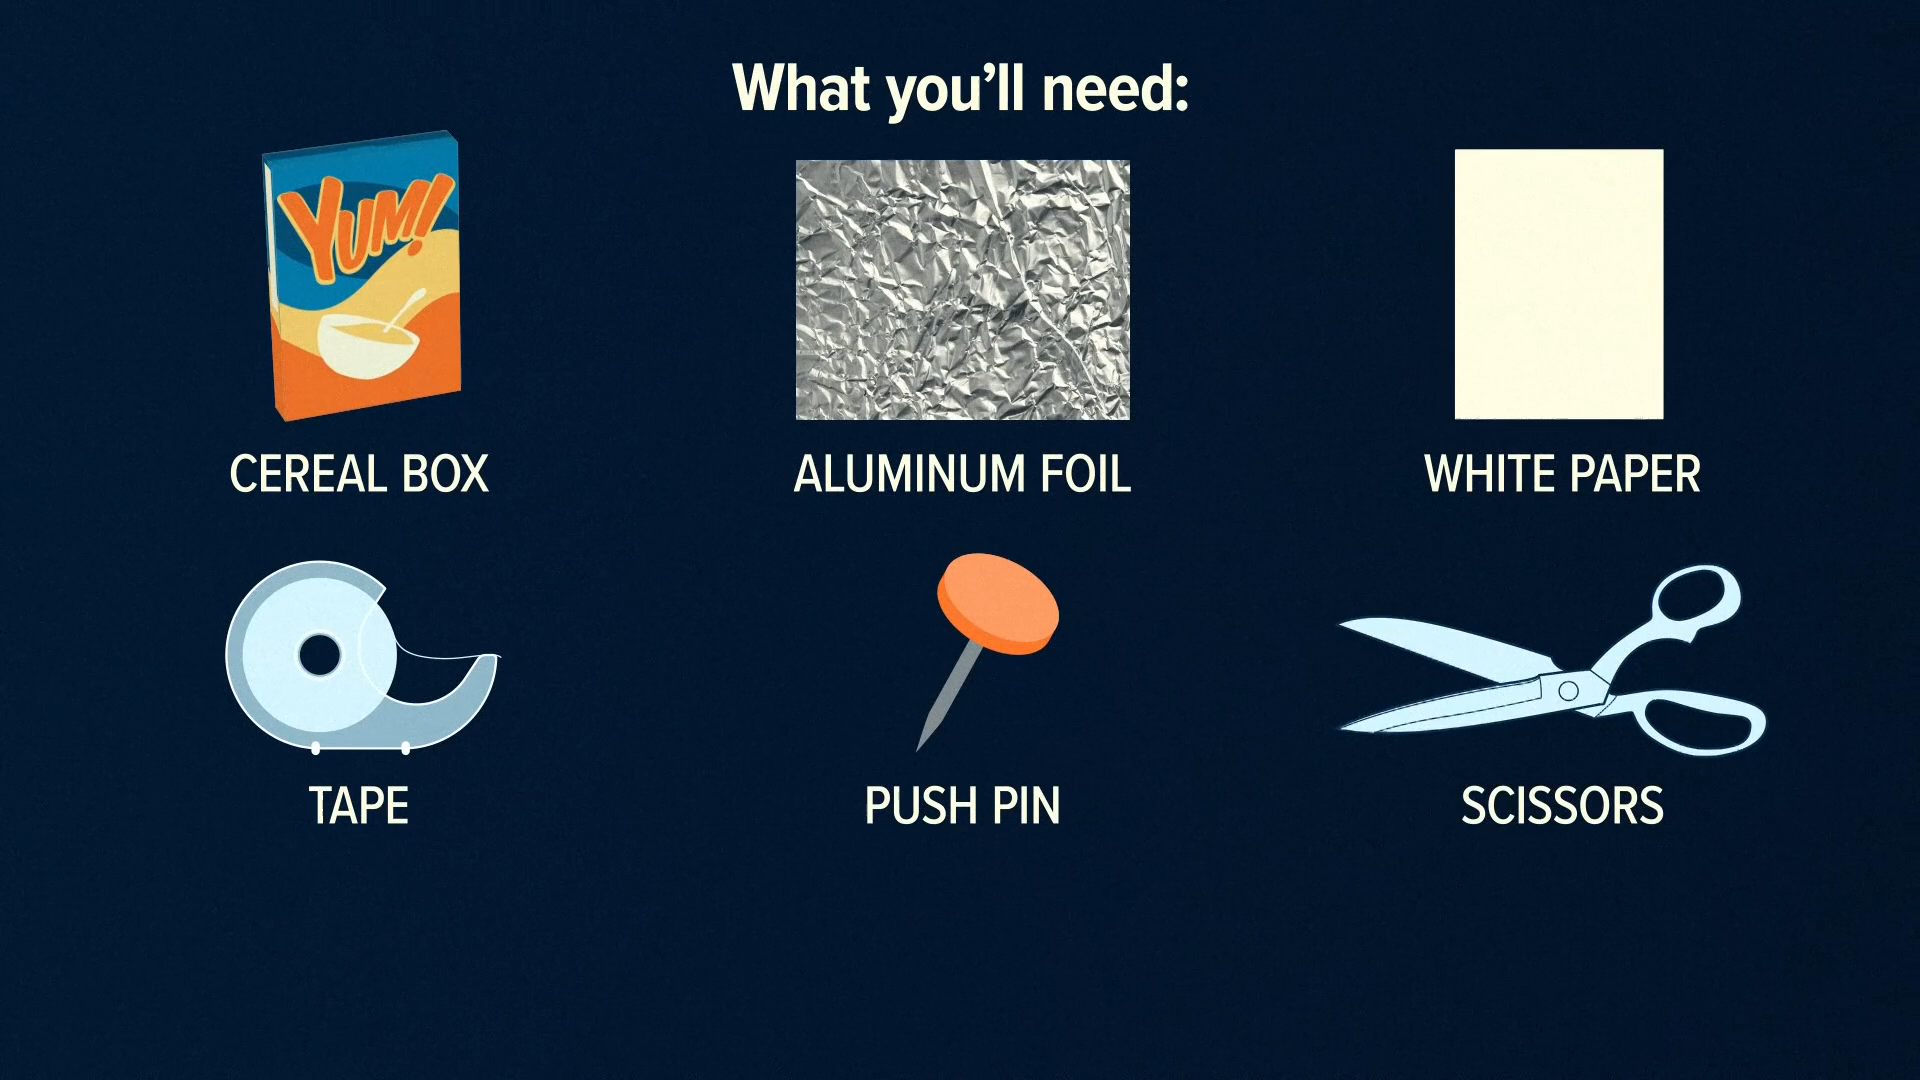 What you’ll need:
YUM!
CEREAL BOX
ALUMINUM FOIL
WHITE PAPER
TAPE
PUSH PIN
SCISSORS